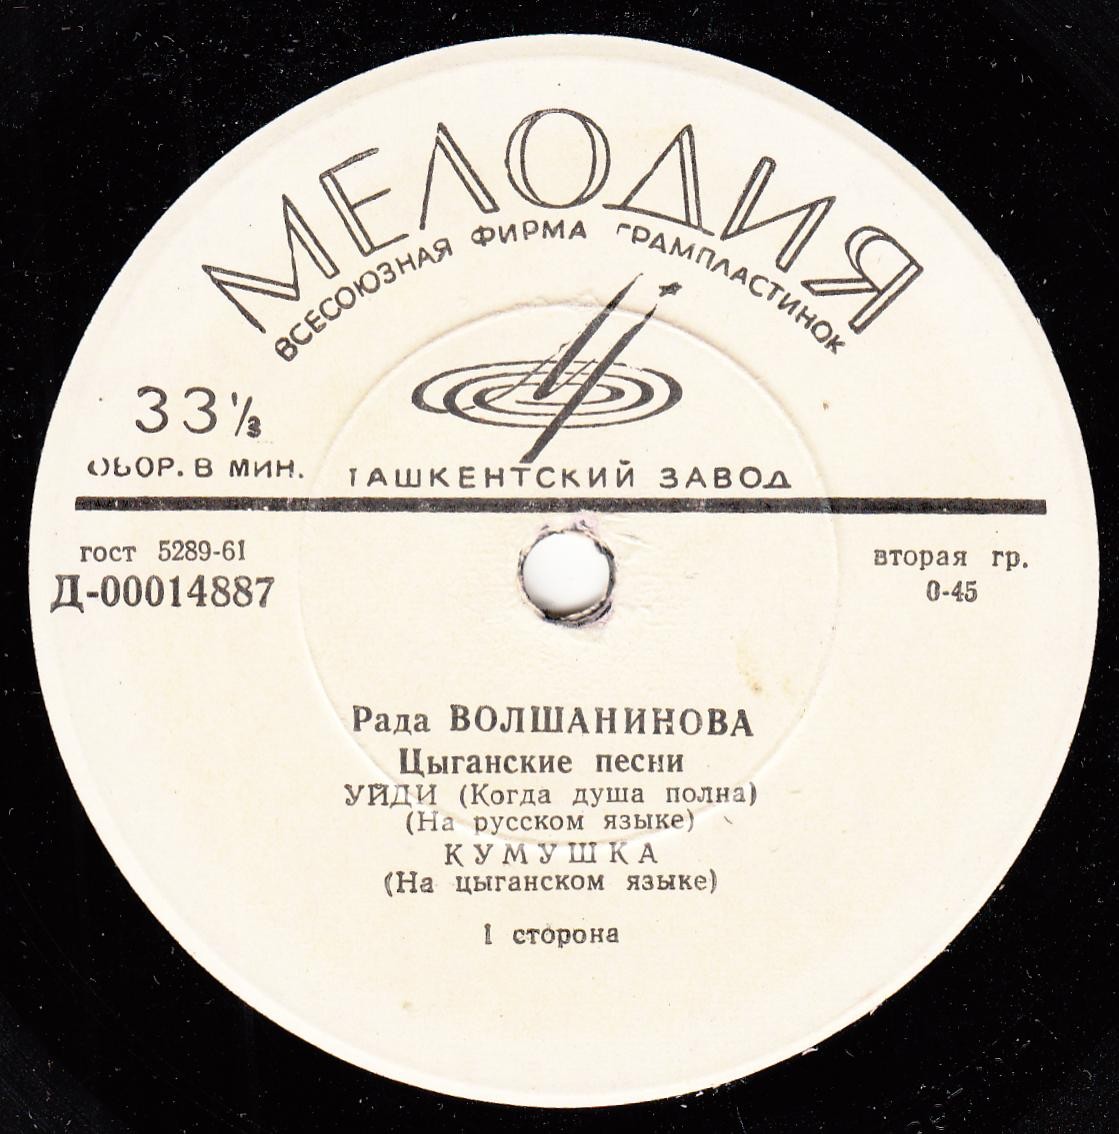 МЕЛОДИЯ
ВСЕСОЮЗНАЯ ФИРМА ГРАМПЛАСТИНОК
33⅓
ОБОР. В МИН.
ТАШКЕНТСКИЙ ЗАВОД
гост 5289-61
Д-00014887
вторая гр.
0-45
Рада ВОЛШАНИНОВА
Цыганские песни
УЙДИ (Когда душа полна)
(На русском языке)
КУМУШКА
(На цыганском языке)
I сторона